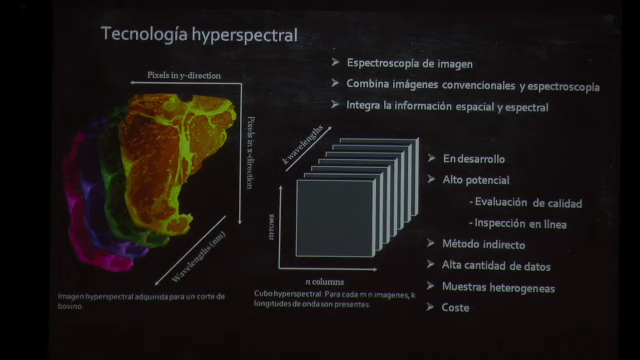 Tecnología hyperspectral
Espectroscopía de imagen
Combina imágenes convencionales y espectroscopía
Integra la información espacial y espectral
Pixels in y-direction
Pixels in x-direction
Wavelengths (nm)
Imagen hyperspectral adquirida para un corte de
bovino.
k wavelengths
m rows
n columns
Cubo hyperspectral. Para cada m n imagenes, k
longitudes de onda son presentes
En desarrollo
Alto potencial
- Evaluación de calidad
- Inspección en línea
Método indirecto
Alta cantidad de datos
Muestras heterogeneas
Coste